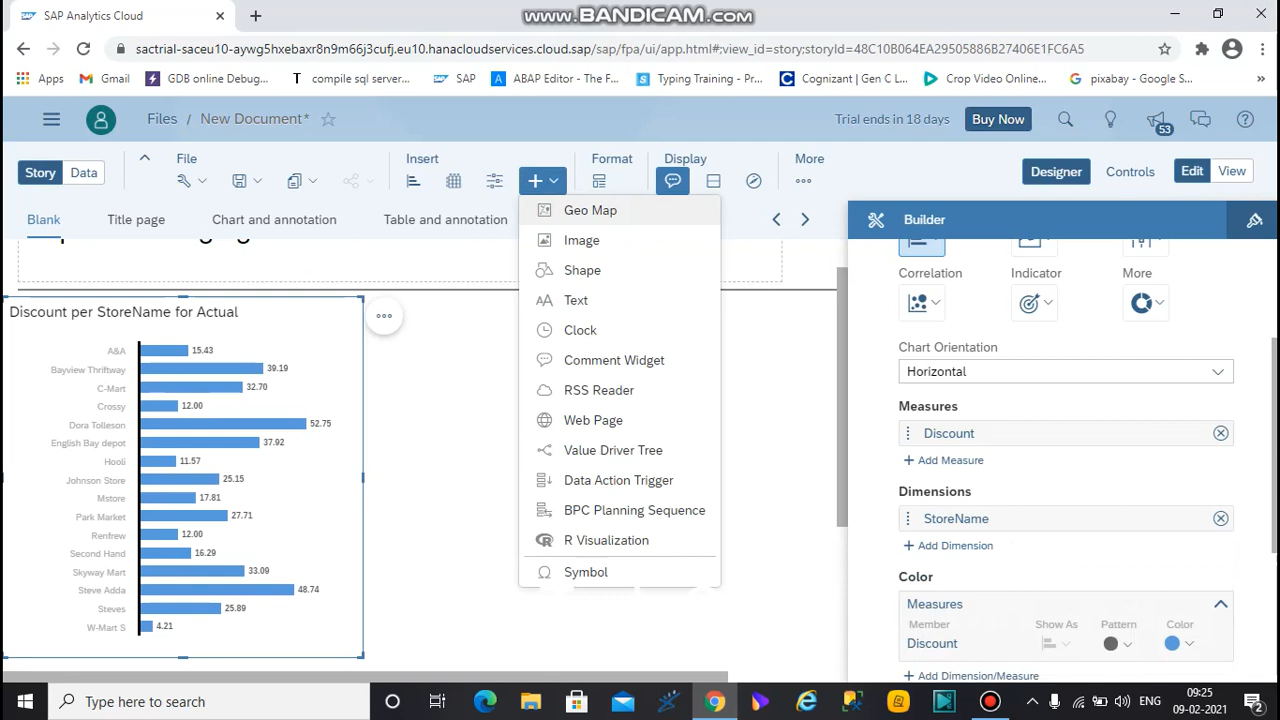 SAP Analytics Cloud
www.BANDICAM.com
sactrial-saceu10-aywg5hxebaxr8n9m66j3cufj.eu10.hanacloudservices.cloud.sap/sap/fpa/ui/app.html#;view_id=story;storyId=48C10B064EA29505886B27406E1FC6A5
Apps
Gmail
GDB online Debug...
compile sql server...
SAP
ABAP Editor - The F...
Typing Training - Pr...
Cognizant | Gen C L...
Crop Video Online...
pixabay - Google S...
Files / New Document*
Trial ends in 18 days
Buy Now
53
Story
Data
File
Insert
Format
Display
More
Designer
Controls
Edit
View
Blank
Title page
Chart and annotation
Table and annotation
Builder
Geo Map
Image
Shape
Text
Clock
Comment Widget
RSS Reader
Web Page
Value Driver Tree
Data Action Trigger
BPC Planning Sequence
R Visualization
Symbol
Discount per StoreName for Actual
A&A 15.43
Bayview Thriftway 39.19
C-Mart 32.70
Crossy 12.00
Dora Tolleson 52.75
English Bay depot 37.92
Hooli 11.57
Johnson Store 25.15
Mstore 17.81
Park Market 27.71
Renfrew 12.00
Second Hand 16.29
Skyway Mart 33.09
Steve Adda 48.74
Steves 25.89
W-Mart S 4.21
Correlation
Indicator
More
Chart Orientation
Horizontal
Measures
Discount
+ Add Measure
Dimensions
StoreName
+ Add Dimension
Color
Measures
Member
Show As
Pattern
Color
Discount
+ Add Dimension/Measure
Type here to search
ENG
09:25
09-02-2021
2